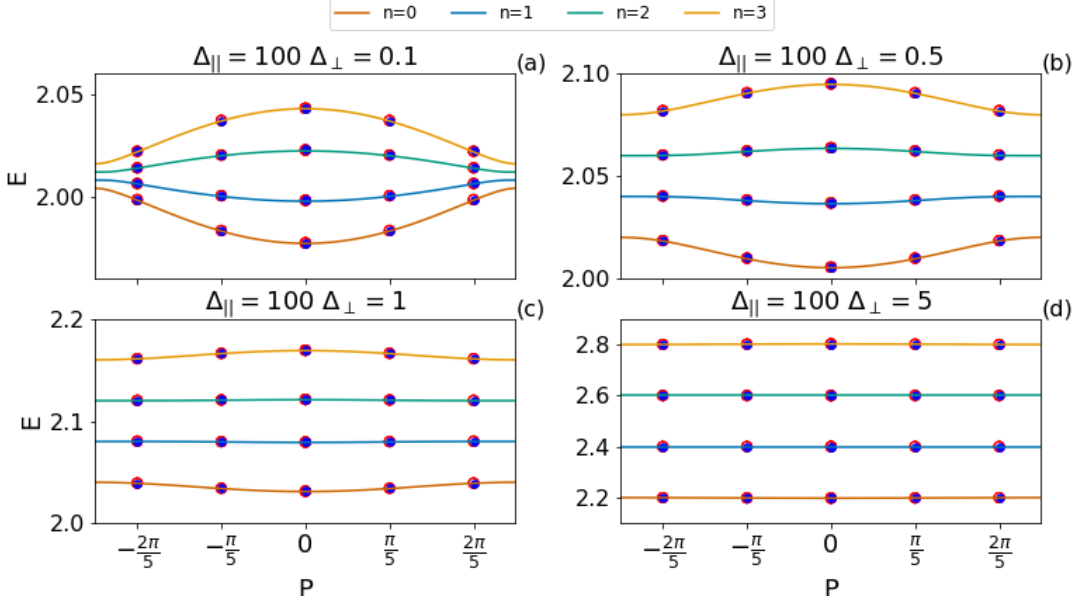 n=0 n=1 n=2 n=3
Δ|| = 100 Δ⊥ = 0.1 (a)
Δ|| = 100 Δ⊥ = 0.5 (b)
2.05
2.00
E
2.10
2.05
2.00
Δ|| = 100 Δ⊥ = 1 (c)
Δ|| = 100 Δ⊥ = 5 (d)
2.2
2.1
2.0
E
2.8
2.6
2.4
2.2
−2π/5 −π/5 0 π/5 2π/5
P
−2π/5 −π/5 0 π/5 2π/5
P